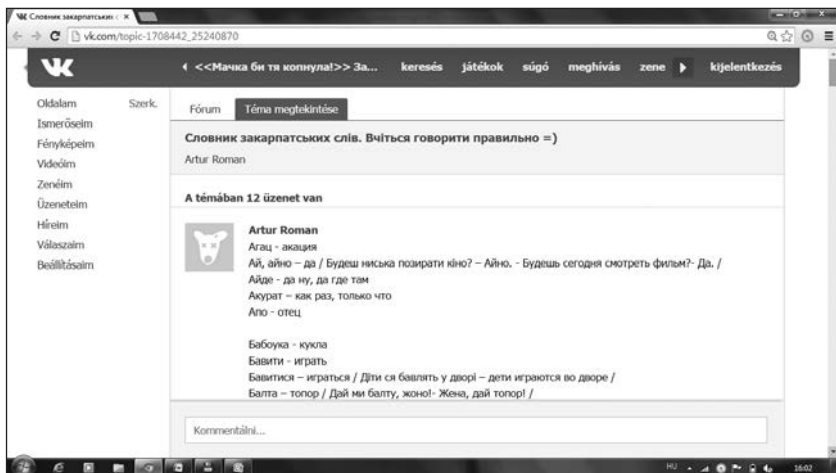 Словник закарпатських с
vk.com/topic-1708442_25240870
<<Мачка би тя копнула!>> За... keresés játékok súgó meghívás zene kijelentkezés
Oldalam Szerk.
Ismerőseim
Fényképeim
Videóim
Zenéim
Üzeneteim
Híreim
Válaszaim
Beállításaim
Fórum Téma megtekintése
Словник закарпатських слів. Вчіться говорити правильно =)
Artur Roman
A témában 12 üzenet van
Artur Roman
Агац - акация
Ай, айно – да / Будеш ниська позирати кіно? – Айно. - Будешь сегодня смотреть фильм?- Да. /
Айде - да ну, да где там
Акурат – как раз, только что
Апо - отец
Бабоука - кукла
Бавити - играть
Бавитися – играться / Діти ся бавлять у дворі – дети играются во дворе /
Балта – топор / Дай ми балту, жоно!- Жена, дай топор! /
Kommentálni...
HU 16:02